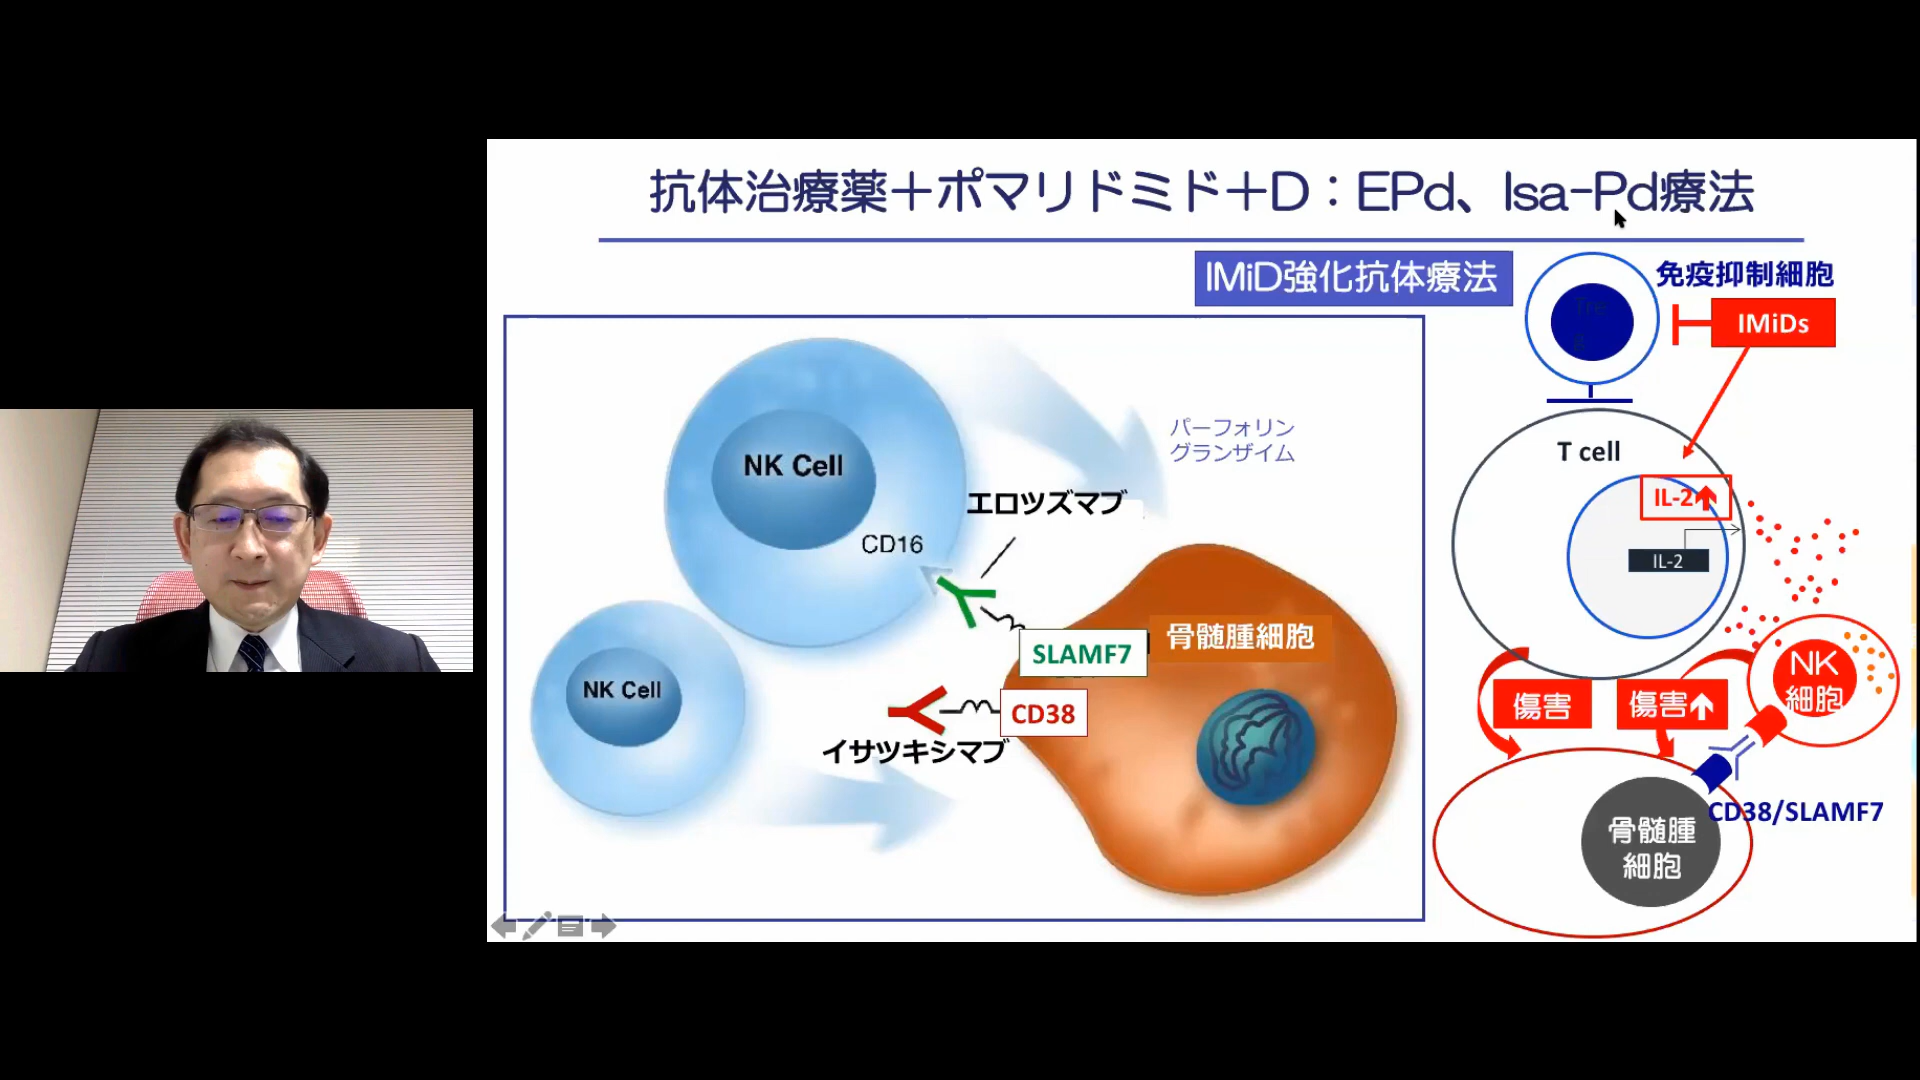 抗体治療薬＋ポマリドミド＋D：EPd、Isa-Pd療法
IMiD強化抗体療法
NK Cell
CD16
パーフォリン
グランザイム
エロツズマブ
SLAMF7
骨髄腫細胞
NK Cell
CD38
イサツキシマブ
免疫抑制細胞
IMiDs
T cell
IL-2
IL-2
NK
細胞
傷害
傷害
CD38/SLAMF7
骨髄腫
細胞